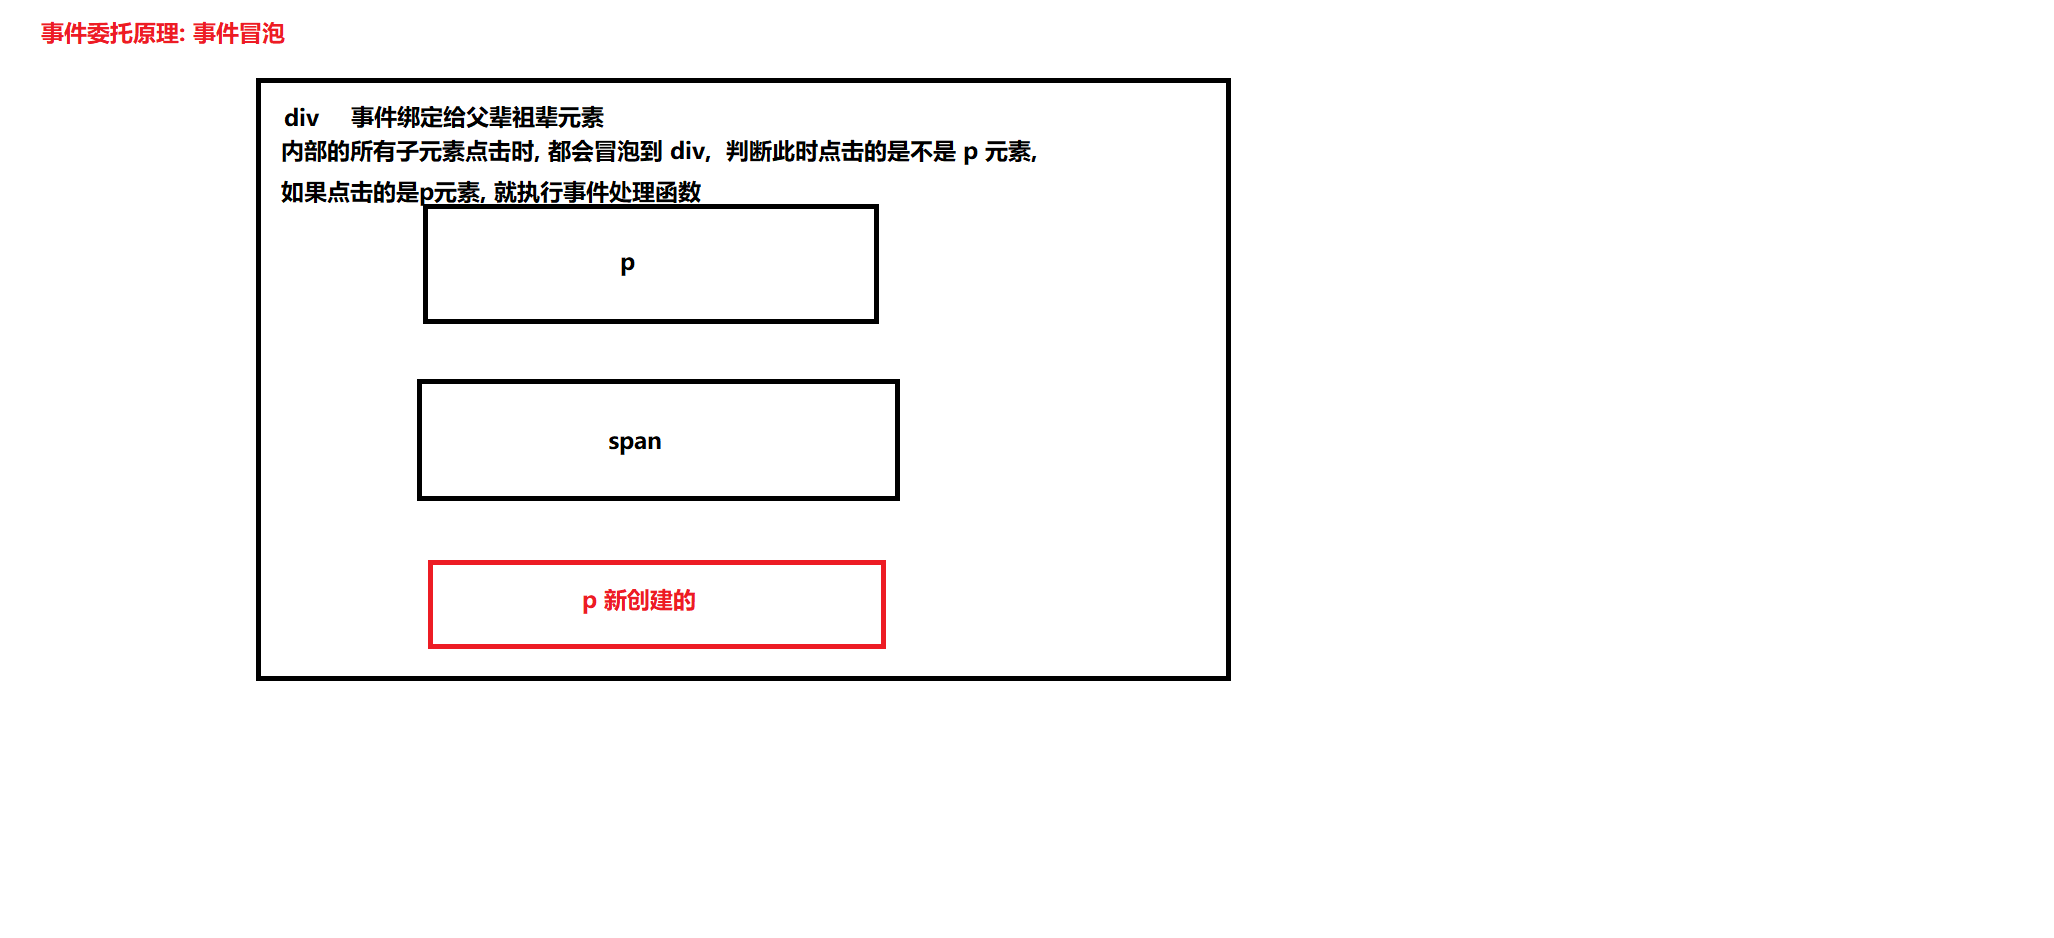 事件委托原理: 事件冒泡
div 事件绑定给父辈祖辈元素
内部的所有子元素点击时, 都会冒泡到 div, 判断此时点击的是不是 p 元素,
如果点击的是p元素, 就执行事件处理函数
p
span
p 新创建的